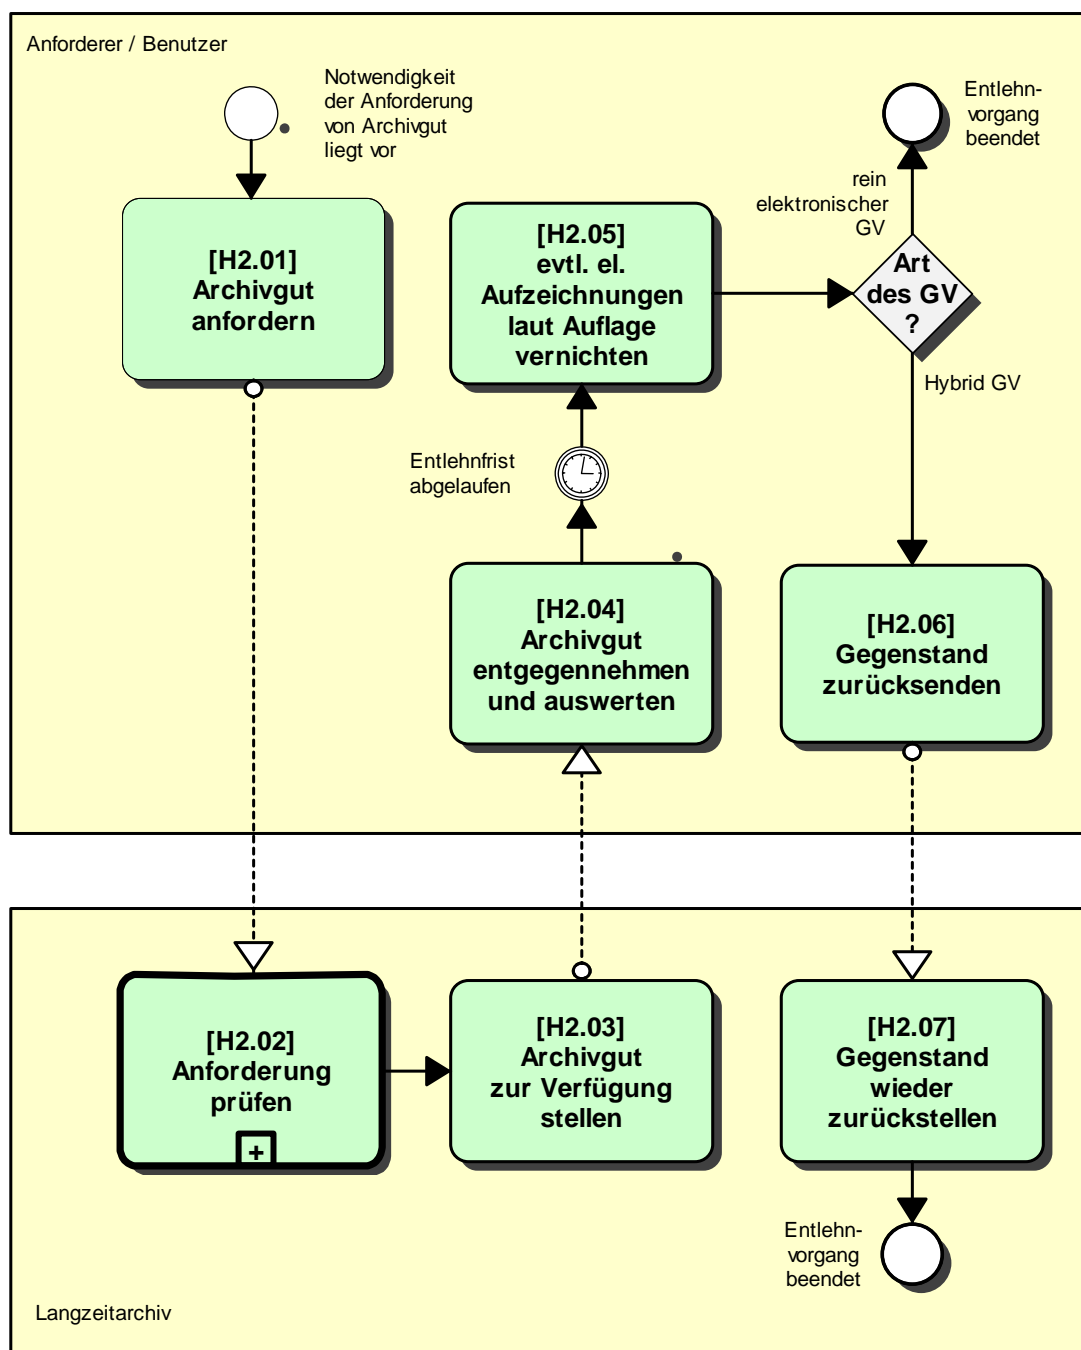 Anforderer / Benutzer
Notwendigkeit
der Anforderung
von Archivgut
liegt vor
[H2.01]
Archivgut
anfordern
[H2.05]
evtl. el.
Aufzeichnungen
laut Auflage
vernichten
Entlehn-
vorgang
beendet
rein
elektronischer
GV
Art
des GV
?
Hybrid GV
Entlehnfrist
abgelaufen
[H2.04]
Archivgut
entgegennehmen
und auswerten
[H2.06]
Gegenstand
zurücksenden
[H2.02]
Anforderung
prüfen
+
[H2.03]
Archivgut
zur Verfügung
stellen
[H2.07]
Gegenstand
wieder
zurückstellen
Entlehn-
vorgang
beendet
Langzeitarchiv